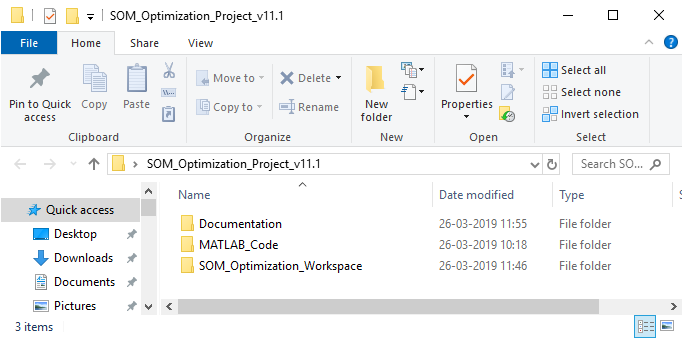 SOM_Optimization_Project_v11.1
File Home Share View
Pin to Quick access
Copy
Paste
Clipboard
Move to
Copy to
Delete
Rename
Organize
New folder
New
Properties
Open
Select all
Select none
Invert selection
Select
SOM_Optimization_Project_v11.1
Search SO...
Name Date modified Type S
Quick access
Desktop
Downloads
Documents
Pictures
Documentation 26-03-2019 11:55 File folder
MATLAB_Code 26-03-2019 10:18 File folder
SOM_Optimization_Workspace 26-03-2019 11:46 File folder
3 items